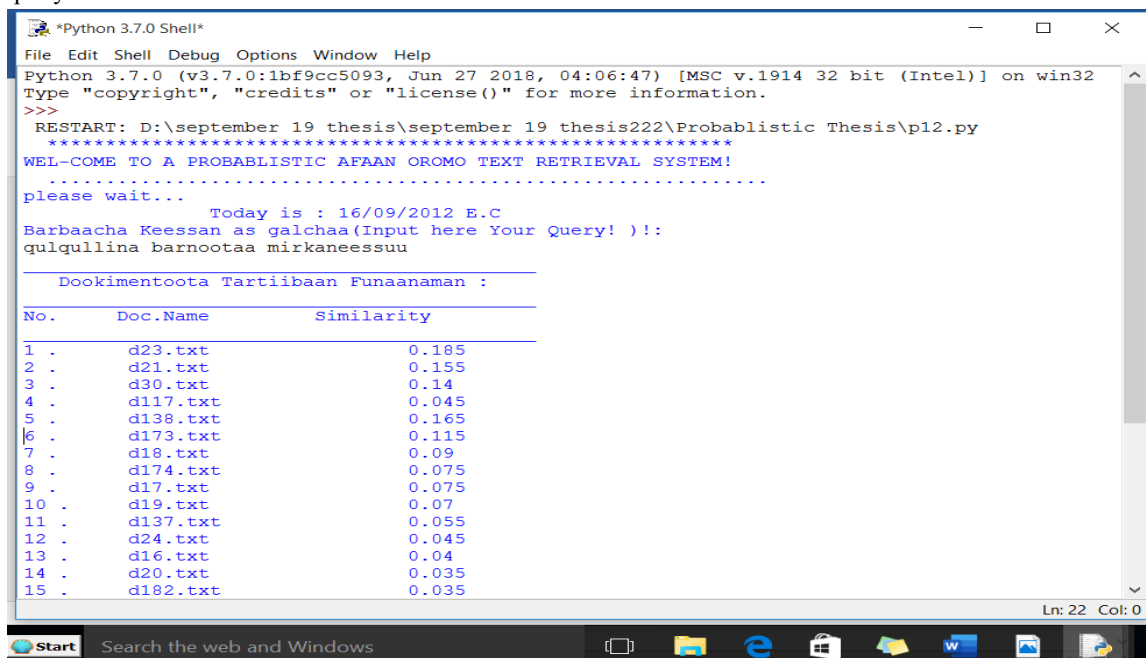 *Python 3.7.0 Shell*
File Edit Shell Debug Options Window Help
Python 3.7.0 (v3.7.0:1bf9cc5093, Jun 27 2018, 04:06:47) [MSC v.1914 32 bit (Intel)] on win32
Type "copyright", "credits" or "license()" for more information.
>>>
RESTART: D:\september 19 thesis\september 19 thesis222\Probablistic Thesis\p12.py
***********************************************************
WEL-COME TO A PROBABLISTIC AFAAN OROMO TEXT RETRIEVAL SYSTEM!
..............................................................
please wait...
Today is : 16/09/2012 E.C
Barbaacha Keessan as galchaa(Input here Your Query! )!:
qulqullina barnootaa mirkaneessuu
Dookimentoota Tartiibaan Funaanaman :
No. Doc.Name Similarity
1 . d23.txt 0.185
2 . d21.txt 0.155
3 . d30.txt 0.14
4 . d117.txt 0.045
5 . d138.txt 0.165
6 . d173.txt 0.115
7 . d18.txt 0.09
8 . d174.txt 0.075
9 . d17.txt 0.075
10 . d19.txt 0.07
11 . d137.txt 0.055
12 . d24.txt 0.045
13 . d16.txt 0.04
14 . d20.txt 0.035
15 . d182.txt 0.035
Ln: 22 Col: 0
Start Search the web and Windows